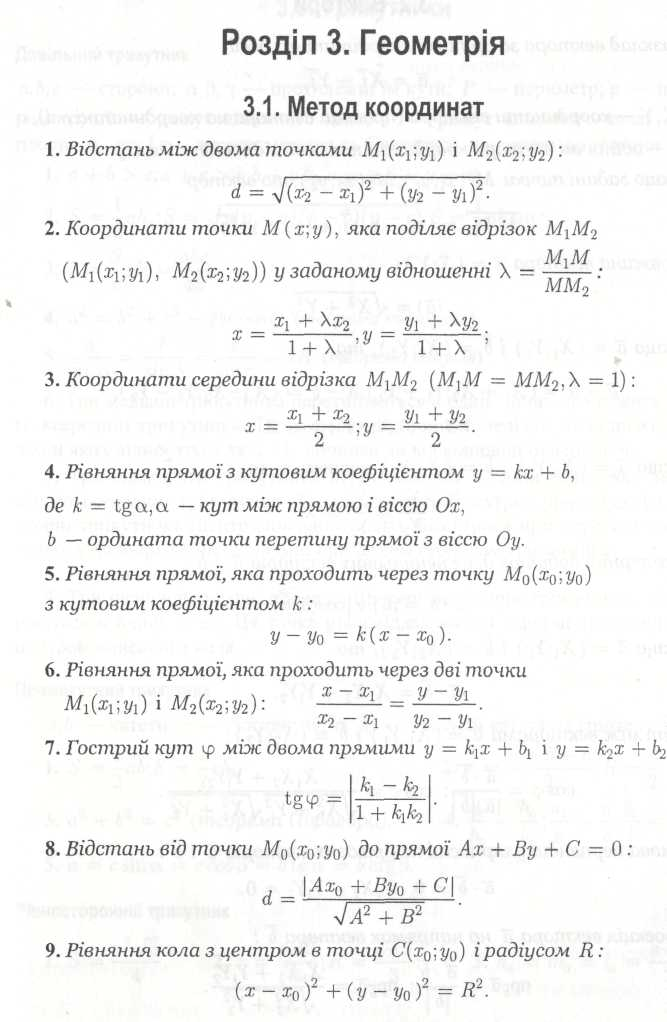 Розділ 3. Геометрія
3.1. Метод координат
1. Відстань між двома точками M₁(x₁;y₁) і M₂(x₂;y₂):
d = √((x₂ − x₁)² + (y₂ − y₁)²).
2. Координати точки M(x;y), яка поділяє відрізок M₁M₂
(M₁(x₁;y₁), M₂(x₂;y₂)) у заданому відношенні λ = M₁M / MM₂:
x = (x₁ + λx₂)/(1 + λ), y = (y₁ + λy₂)/(1 + λ);
3. Координати середини відрізка M₁M₂ (M₁M = MM₂, λ = 1):
x = (x₁ + x₂)/2; y = (y₁ + y₂)/2.
4. Рівняння прямої з кутовим коефіцієнтом y = kx + b,
де k = tgα, α — кут між прямою і віссю Ox,
b — ордината точки перетину прямої з віссю Oy.
5. Рівняння прямої, яка проходить через точку M₀(x₀;y₀)
з кутовим коефіцієнтом k:
y − y₀ = k(x − x₀).
6. Рівняння прямої, яка проходить через дві точки
M₁(x₁;y₁) і M₂(x₂;y₂): (x − x₁)/(x₂ − x₁) = (y − y₁)/(y₂ − y₁).
7. Гострий кут φ між двома прямими y = k₁x + b₁ і y = k₂x + b₂
tgφ = |(k₁ − k₂)/(1 + k₁k₂)|.
8. Відстань від точки M₀(x₀;y₀) до прямої Ax + By + C = 0:
d = |Ax₀ + By₀ + C|/√(A² + B²).
9. Рівняння кола з центром в точці C(x₀;y₀) і радіусом R:
(x − x₀)² + (y − y₀)² = R².